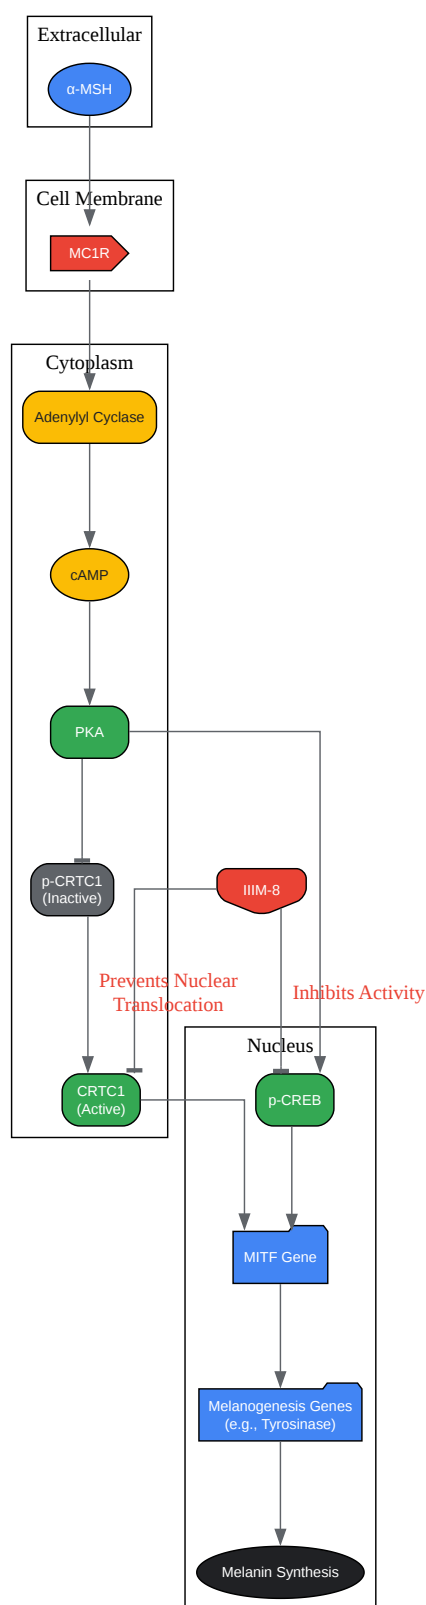 Extracellular
α-MSH
Cell Membrane
MC1R
Cytoplasm
Adenylyl Cyclase
cAMP
PKA
p-CRTC1
(Inactive)
IIIM-8
Prevents Nuclear
Translocation
Inhibits Activity
Nucleus
CRTC1
(Active)
p-CREB
MITF Gene
Melanogenesis Genes
(e.g., Tyrosinase)
Melanin Synthesis